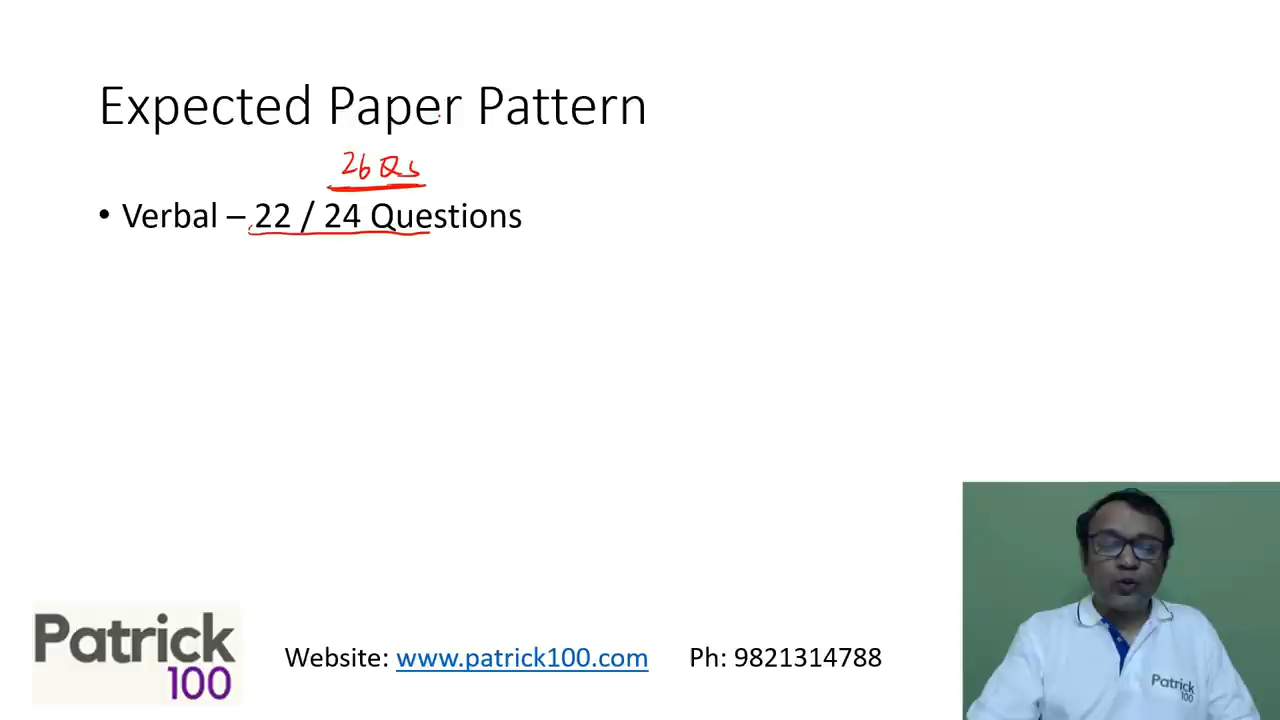 Expected Paper Pattern
26 Qs
• Verbal – 22 / 24 Questions
Patrick
100
Website: www.patrick100.com Ph: 9821314788
Patrick
100